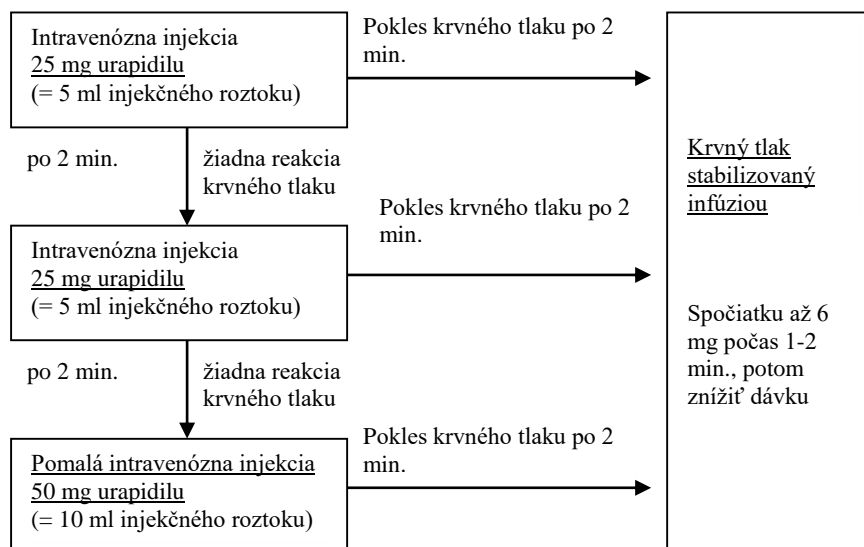 Intravenózna injekcia
25 mg urapidilu
(= 5 ml injekčného roztoku)
Pokles krvného tlaku po 2
min.
po 2 min.
žiadna reakcia
krvného tlaku
Krvný tlak
stabilizovaný
infúziou
Pokles krvného tlaku po 2
min.
Intravenózna injekcia
25 mg urapidilu
(= 5 ml injekčného roztoku)
Spočiatku až 6
mg počas 1-2
min., potom
znížiť dávku
po 2 min.
žiadna reakcia
krvného tlaku
Pokles krvného tlaku po 2
min.
Pomalá intravenózna injekcia
50 mg urapidilu
(= 10 ml injekčného roztoku)